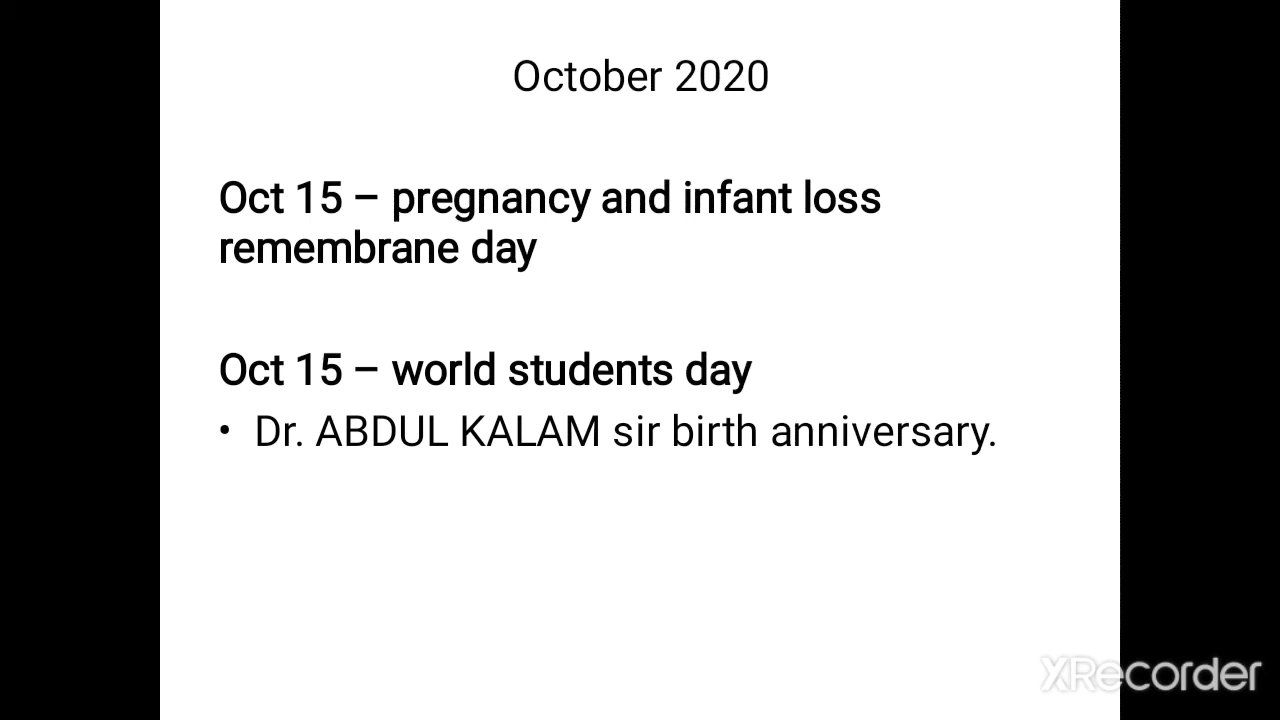 October 2020
Oct 15 – pregnancy and infant loss
remembrane day
Oct 15 – world students day
• Dr. ABDUL KALAM sir birth anniversary.
XRecorder